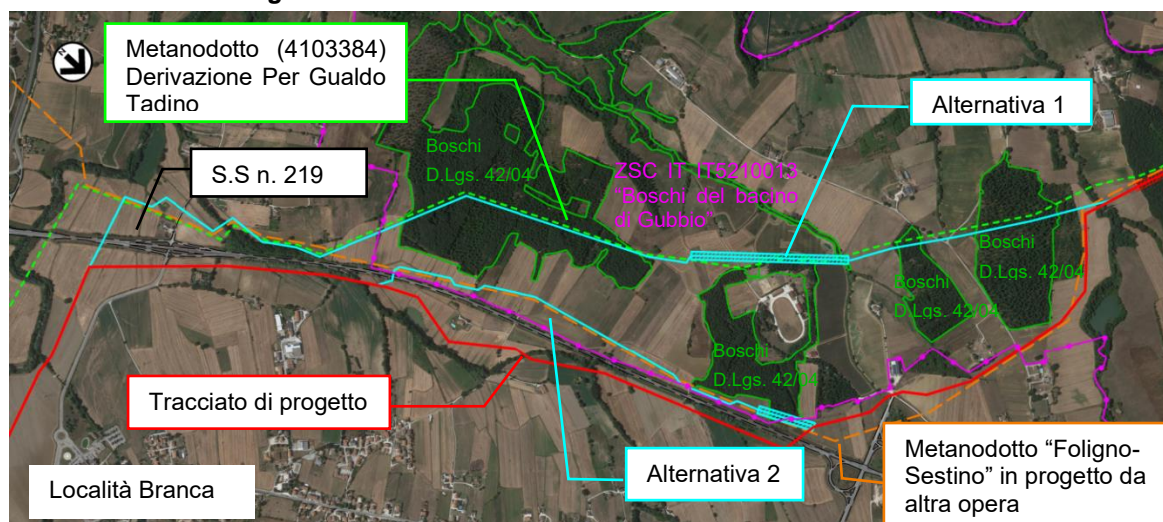 Metanodotto (4103384)
Derivazione Per Gualdo
Tadino
Alternativa 1
Boschi
D.Lgs. 42/04
S.S n. 219
ZSC IT IT5210013
"Boschi del bacino
di Gubbio"
Boschi
D.Lgs. 42/04
Boschi
D.Lgs. 42/04
Boschi
D.Lgs. 42/04
Tracciato di progetto
Alternativa 2
Metanodotto "Foligno-
Sestino" in progetto da
altra opera
Località Branca